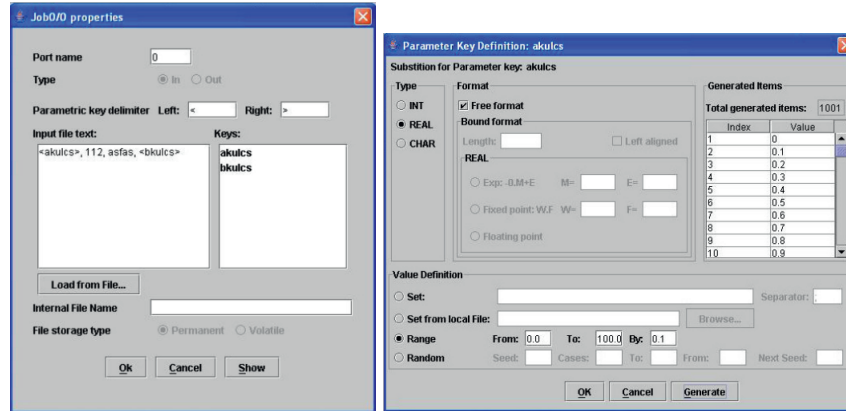 Job0/0 properties
Port name 0
Type In Out
Parametric key delimiter Left: < Right: >
Input file text: Keys:
<akulcs>, 112, asfas, <bkulcs>
akulcs
bkulcs
Load from File...
Internal File Name
File storage type Permanent Volatile
Ok Cancel Show
Parameter Key Definition: akulcs
Substition for Parameter key: akulcs
Type
INT
REAL
CHAR
Format
Free format
Bound format
Length: Left aligned
REAL
Exp: -0.M+E M= E=
Fixed point: W.F W= F=
Floating point
Generated Items
Total generated items: 1001
Index Value
1 0
2 0.1
3 0.2
4 0.3
5 0.4
6 0.5
7 0.6
8 0.7
9 0.8
10 0.9
Value Definition
Set: Separator: ;
Set from local File: Browse...
Range From: 0.0 To: 100.0 By: 0.1
Random Seed: Cases: To: From: Next Seed:
OK Cancel Generate